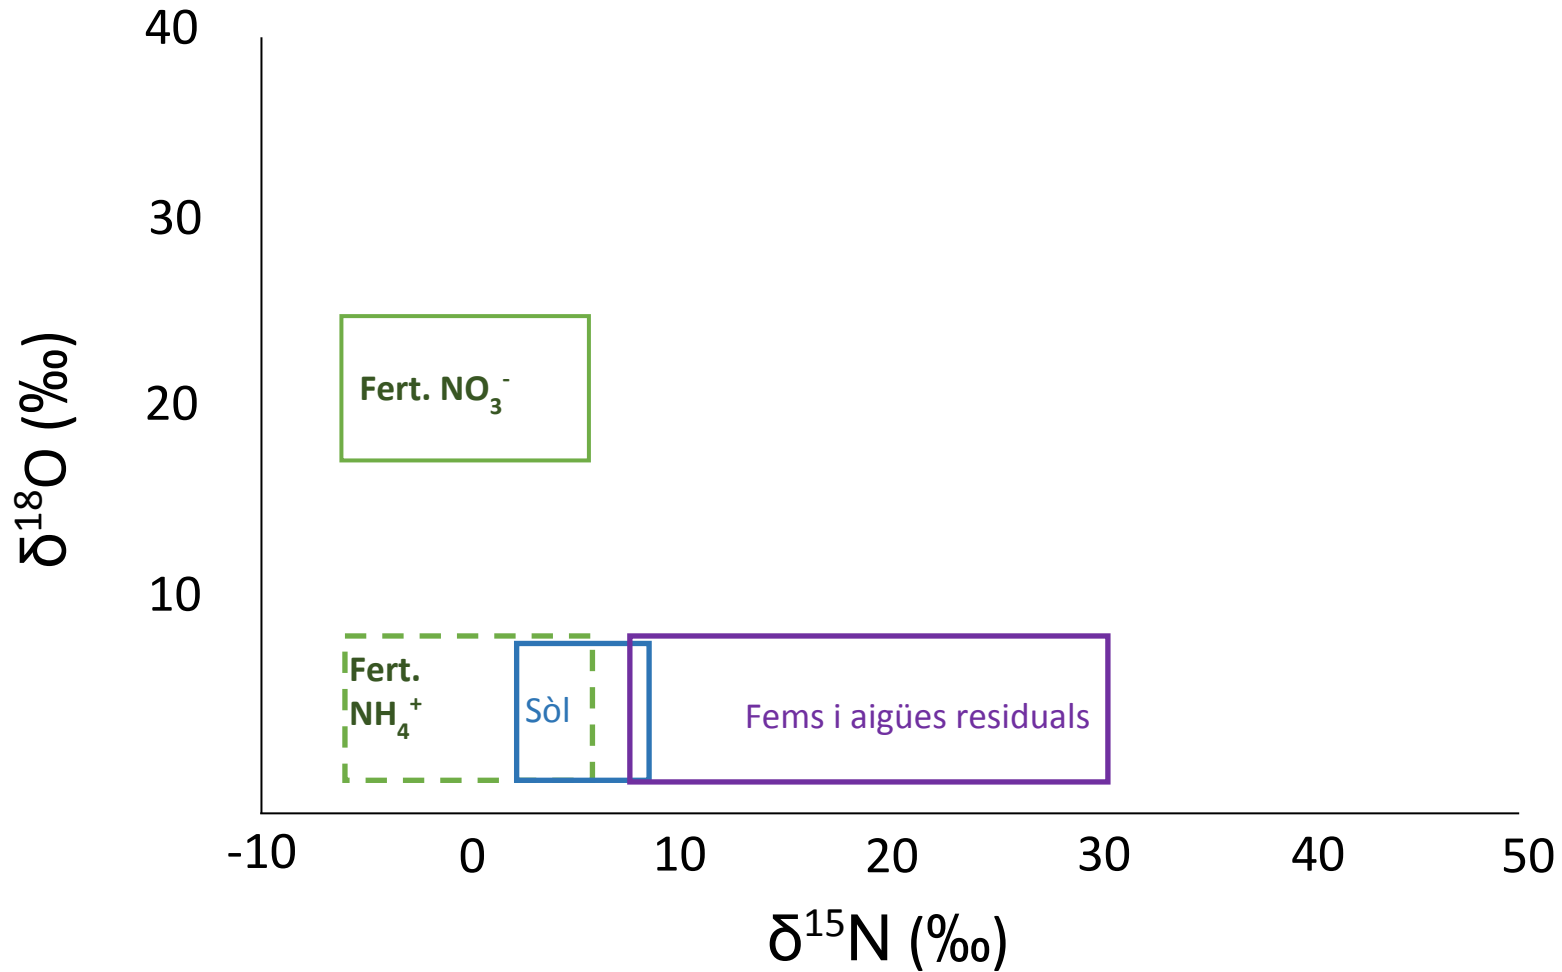 40
30
20
10
δ¹⁸O (‰)
Fert. NO₃⁻
Fert.
NH₄⁺
Sòl
Fems i aigües residuals
-10 0 10 20 30 40 50
δ¹⁵N (‰)